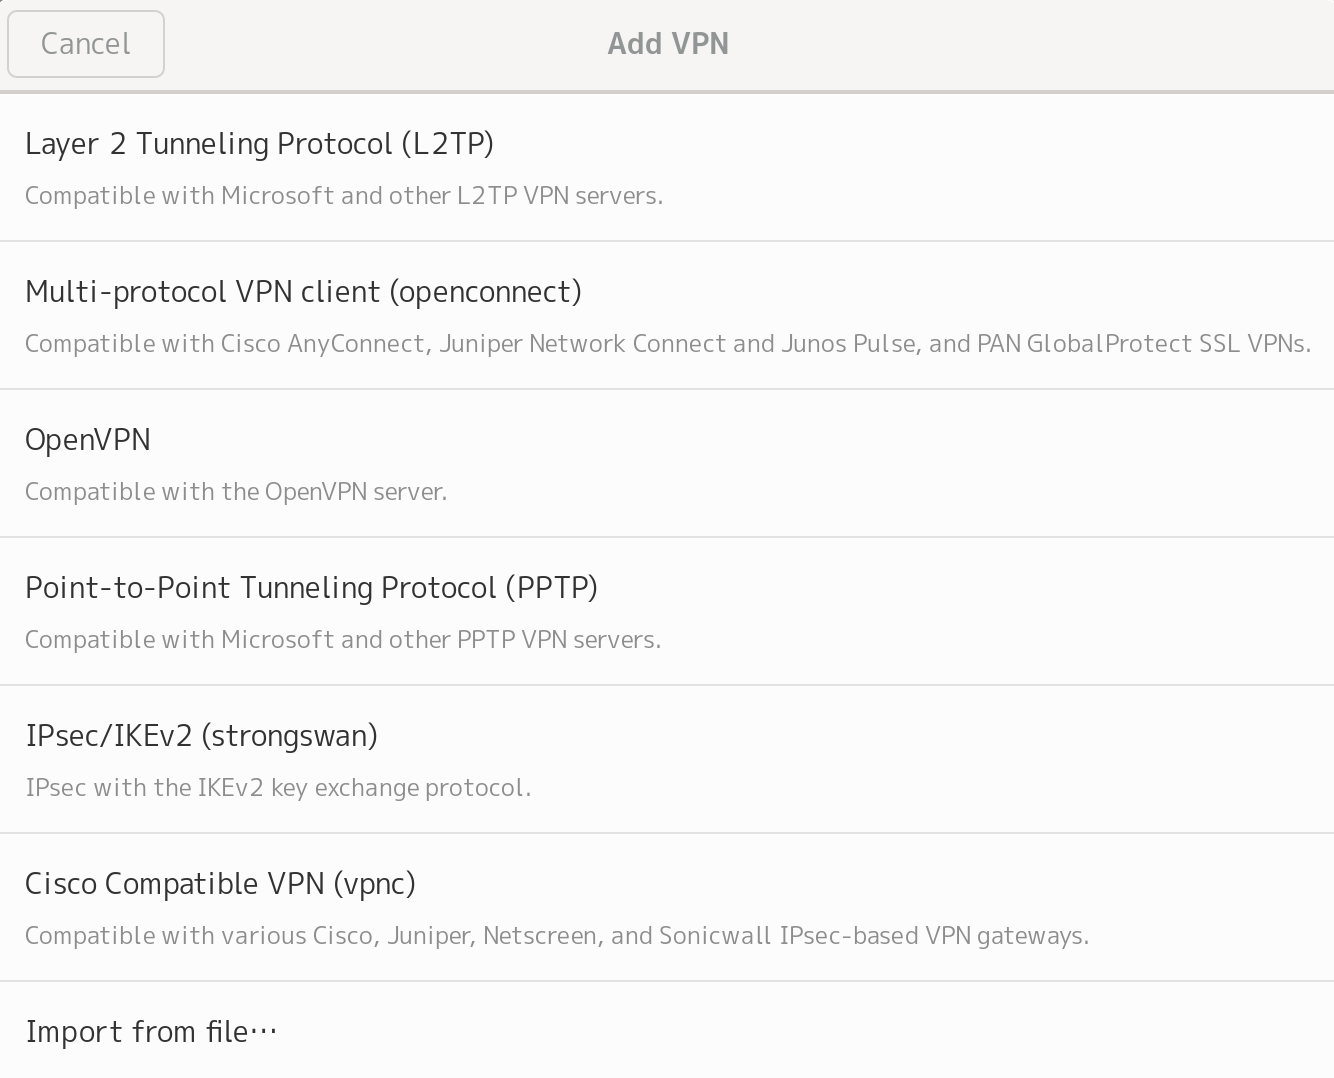 Cancel
Add VPN
Layer 2 Tunneling Protocol (L2TP)
Compatible with Microsoft and other L2TP VPN servers.
Multi-protocol VPN client (openconnect)
Compatible with Cisco AnyConnect, Juniper Network Connect and Junos Pulse, and PAN GlobalProtect SSL VPNs.
OpenVPN
Compatible with the OpenVPN server.
Point-to-Point Tunneling Protocol (PPTP)
Compatible with Microsoft and other PPTP VPN servers.
IPsec/IKEv2 (strongswan)
IPsec with the IKEv2 key exchange protocol.
Cisco Compatible VPN (vpnc)
Compatible with various Cisco, Juniper, Netscreen, and Sonicwall IPsec-based VPN gateways.
Import from file…